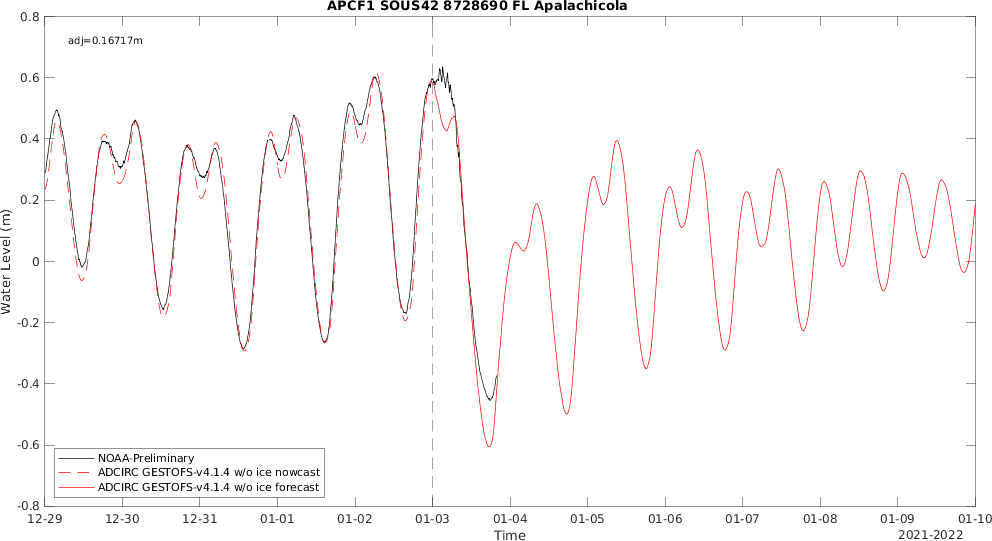 APCF1 SOUS42 8728690 FL Apalachicola
adj=0.16717m
0.8
0.6
0.4
0.2
0
-0.2
-0.4
-0.6
-0.8
Water Level (m)
NOAA-Preliminary
ADCIRC GESTOFS-v4.1.4 w/o ice nowcast
ADCIRC GESTOFS-v4.1.4 w/o ice forecast
12-29 12-30 12-31 01-01 01-02 01-03 01-04 01-05 01-06 01-07 01-08 01-09 01-10
Time
2021-2022